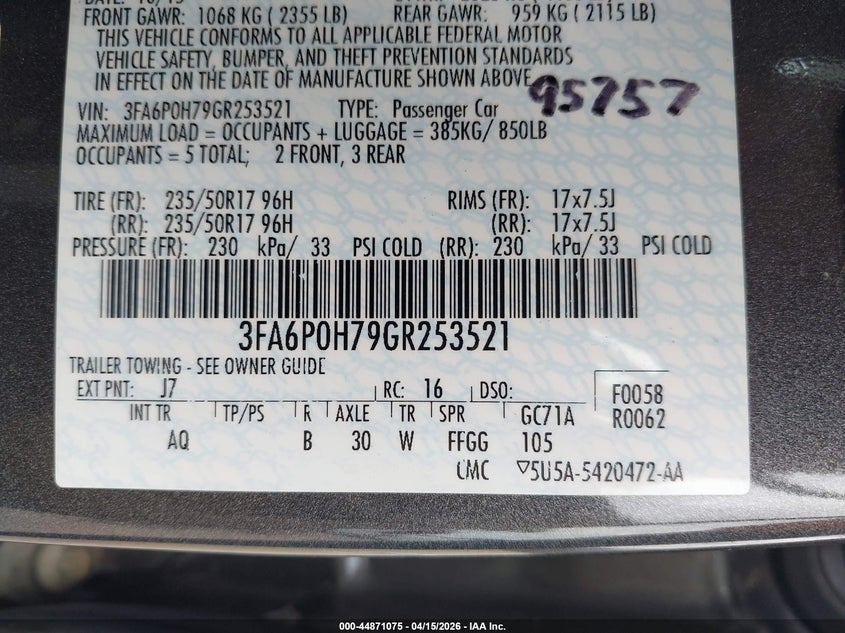 FRONT GAWR: 1068 KG ( 2355 LB) REAR GAWR: 959 KG ( 2115 LB)
THIS VEHICLE CONFORMS TO ALL APPLICABLE FEDERAL MOTOR
VEHICLE SAFETY, BUMPER, AND THEFT PREVENTION STANDARDS
IN EFFECT ON THE DATE OF MANUFACTURE SHOWN ABOVE.
95757
VIN: 3FA6P0H79GR253521 TYPE: Passenger Car
MAXIMUM LOAD = OCCUPANTS + LUGGAGE = 385KG/ 850LB
OCCUPANTS = 5 TOTAL; 2 FRONT, 3 REAR
TIRE (FR): 235/50R17 96H RIMS (FR): 17x7.5J
(RR): 235/50R17 96H (RR): 17x7.5J
PRESSURE (FR): 230 kPa/ 33 PSI COLD (RR): 230 kPa/ 33 PSI COLD
3FA6P0H79GR253521
TRAILER TOWING - SEE OWNER GUIDE
EXT PNT: J7 RC: 16 DSO: F0058
INT TR TP/PS R AXLE TR SPR GC71A R0062
AQ B 30 W FFGG 105
CMC ▽5U5A-5420472-AA
000-44871075 - 04/15/2026 - IAA Inc.